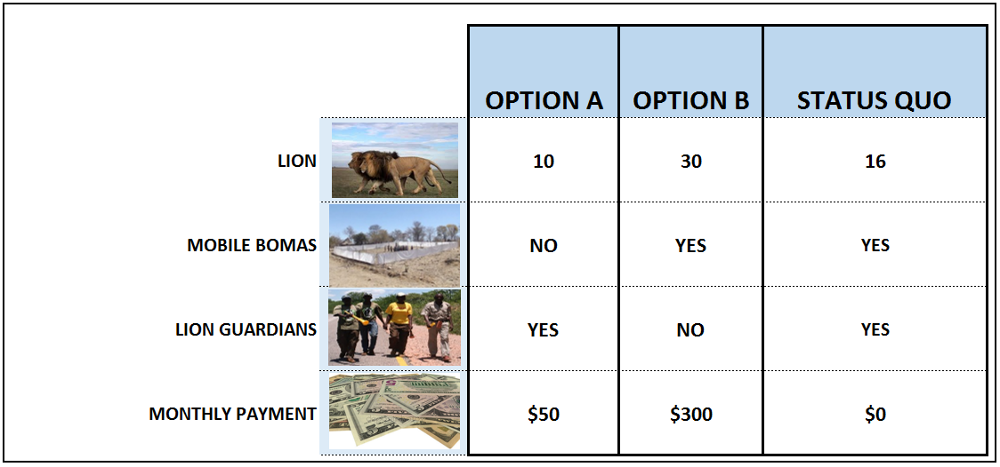 OPTION A OPTION B STATUS QUO
LION 10 30 16
MOBILE BOMAS NO YES YES
LION GUARDIANS YES NO YES
MONTHLY PAYMENT $50 $300 $0